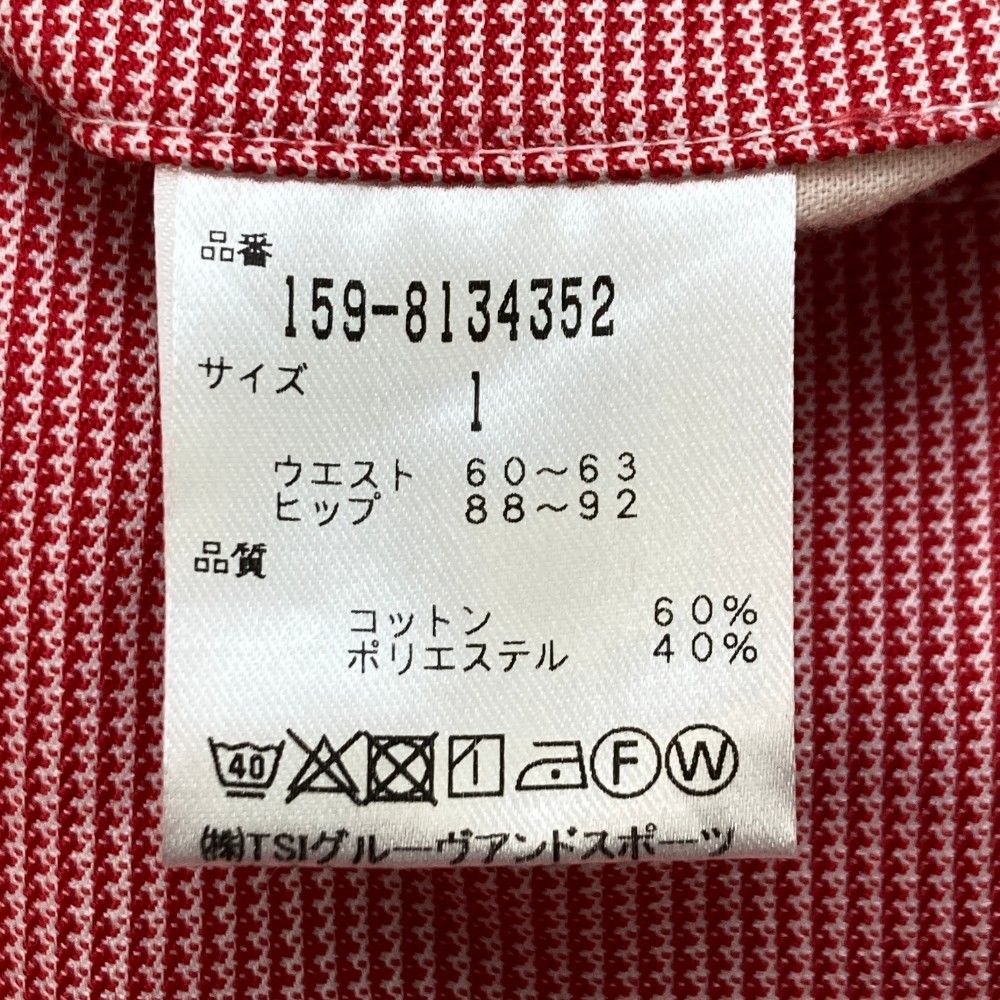 品番
159-8134352
サイズ 1
ウエスト 60～63
ヒップ 88～92
品質
コットン 60%
ポリエステル 40%
40 F W
㈱TSIグルーヴアンドスポーツ